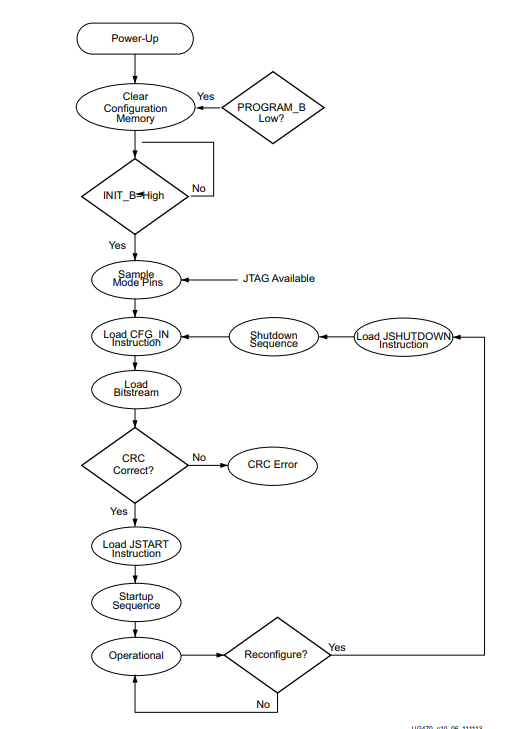 Power-Up
Clear
Configuration
Memory
Yes
PROGRAM_B
Low?
INIT_B=High
No
Yes
Sample
Mode Pins
JTAG Available
Load CFG_IN
Instruction
Shutdown
Sequence
Load JSHUTDOWN
Instruction
Load
Bitstream
CRC
Correct?
No
CRC Error
Yes
Load JSTART
Instruction
Startup
Sequence
Operational
Reconfigure?
Yes
No
UG470_c10_06_111113